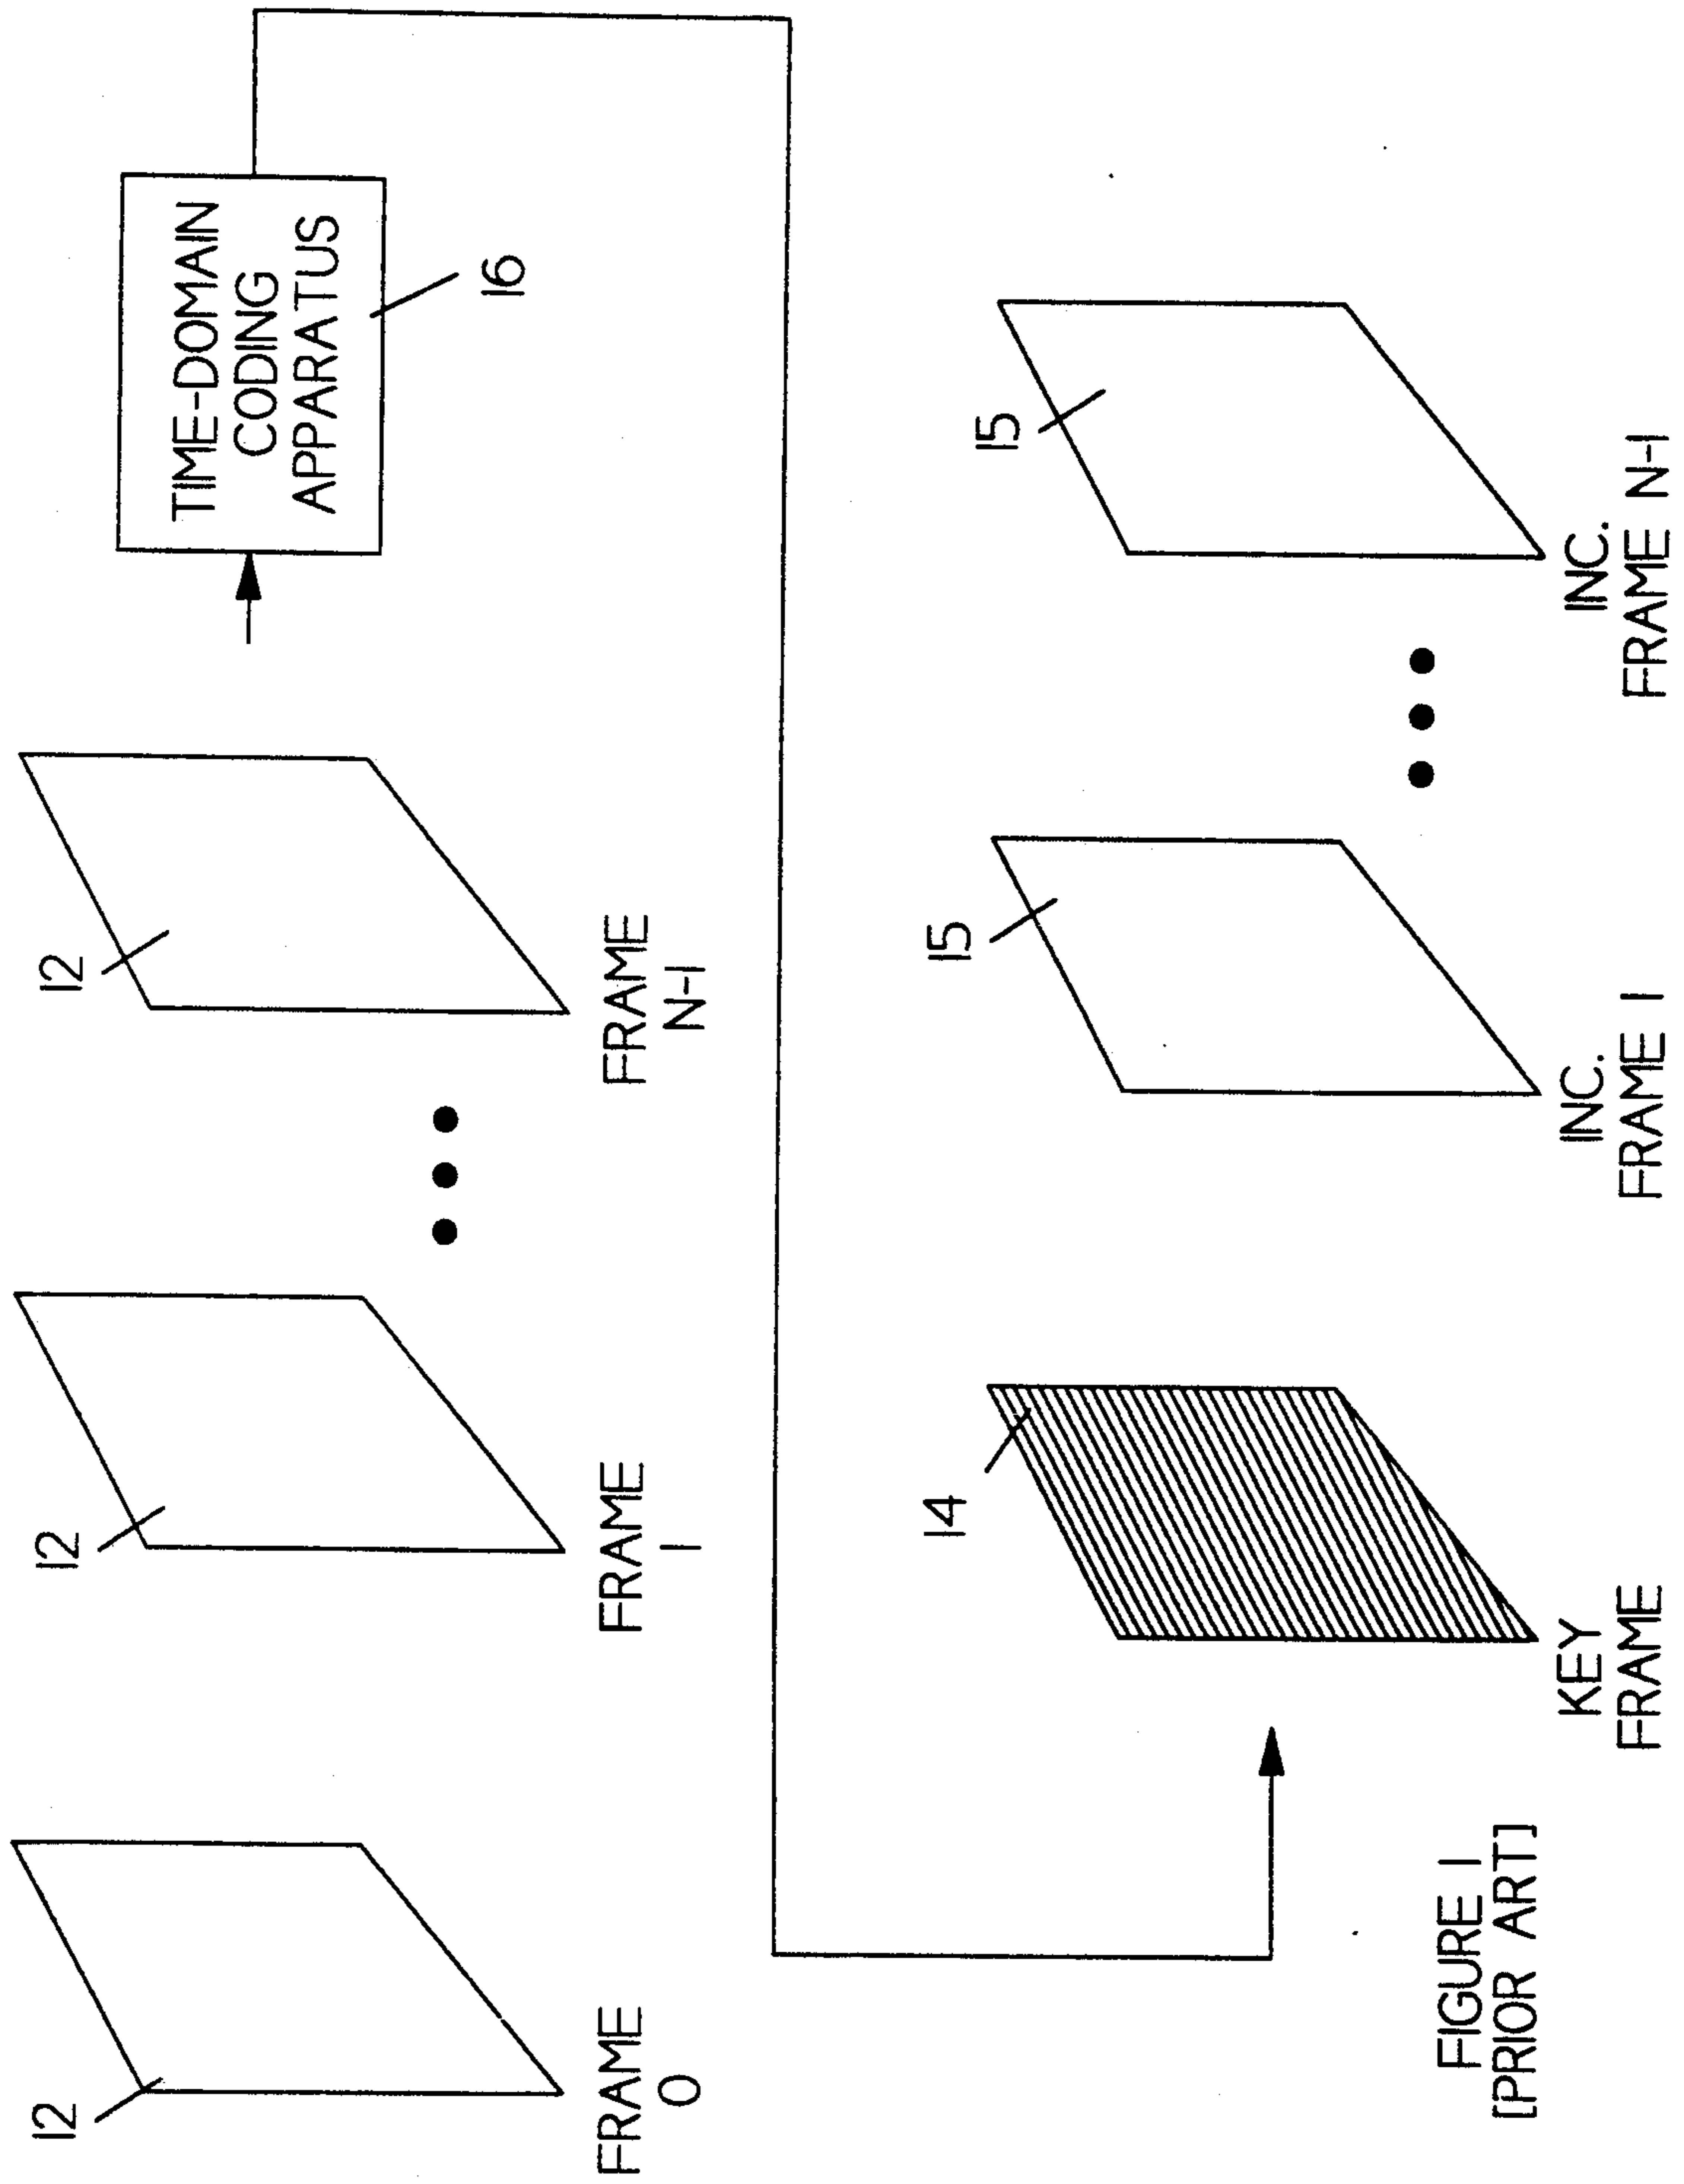 12
12
12
TIME-DOMAIN
CODING
APPARATUS
16
FRAME
0
FRAME
1
FRAME
N-1
14
15
15
KEY
FRAME
INC.
FRAME 1
INC.
FRAME N-1
FIGURE 1
[PRIOR ART]